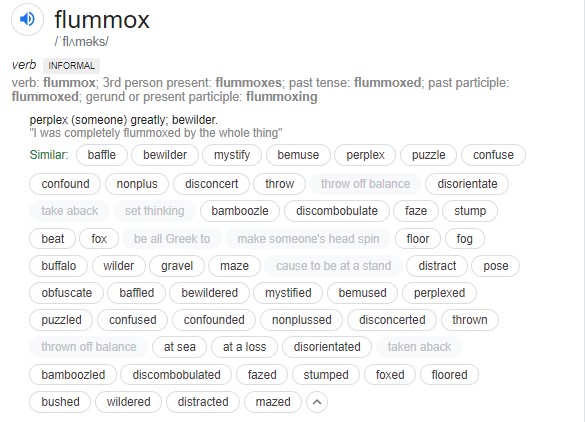 flummox
/ˈflʌməks/
verb INFORMAL
verb: flummox; 3rd person present: flummoxes; past tense: flummoxed; past participle:
flummoxed; gerund or present participle: flummoxing
perplex (someone) greatly; bewilder.
"I was completely flummoxed by the whole thing"
Similar: baffle bewilder mystify bemuse perplex puzzle confuse
confound nonplus disconcert throw throw off balance disorientate
take aback set thinking bamboozle discombobulate faze stump
beat fox be all Greek to make someone's head spin floor fog
buffalo wilder gravel maze cause to be at a stand distract pose
obfuscate baffled bewildered mystified bemused perplexed
puzzled confused confounded nonplussed disconcerted thrown
thrown off balance at sea at a loss disorientated taken aback
bamboozled discombobulated fazed stumped foxed floored
bushed wildered distracted mazed